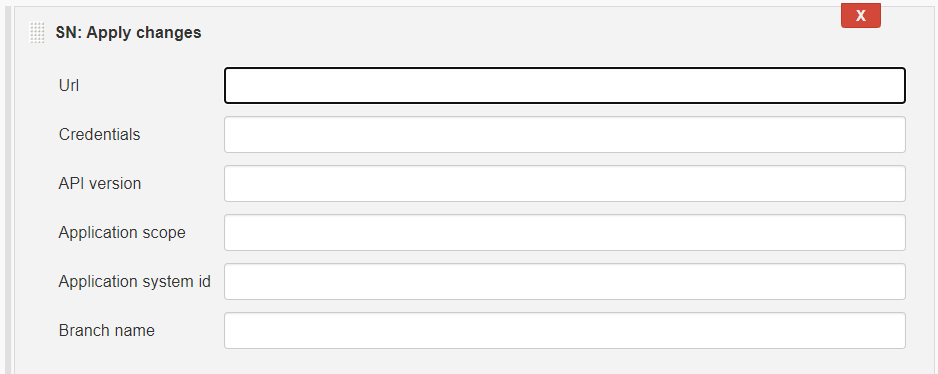 SN: Apply changes
X
Url
Credentials
API version
Application scope
Application system id
Branch name